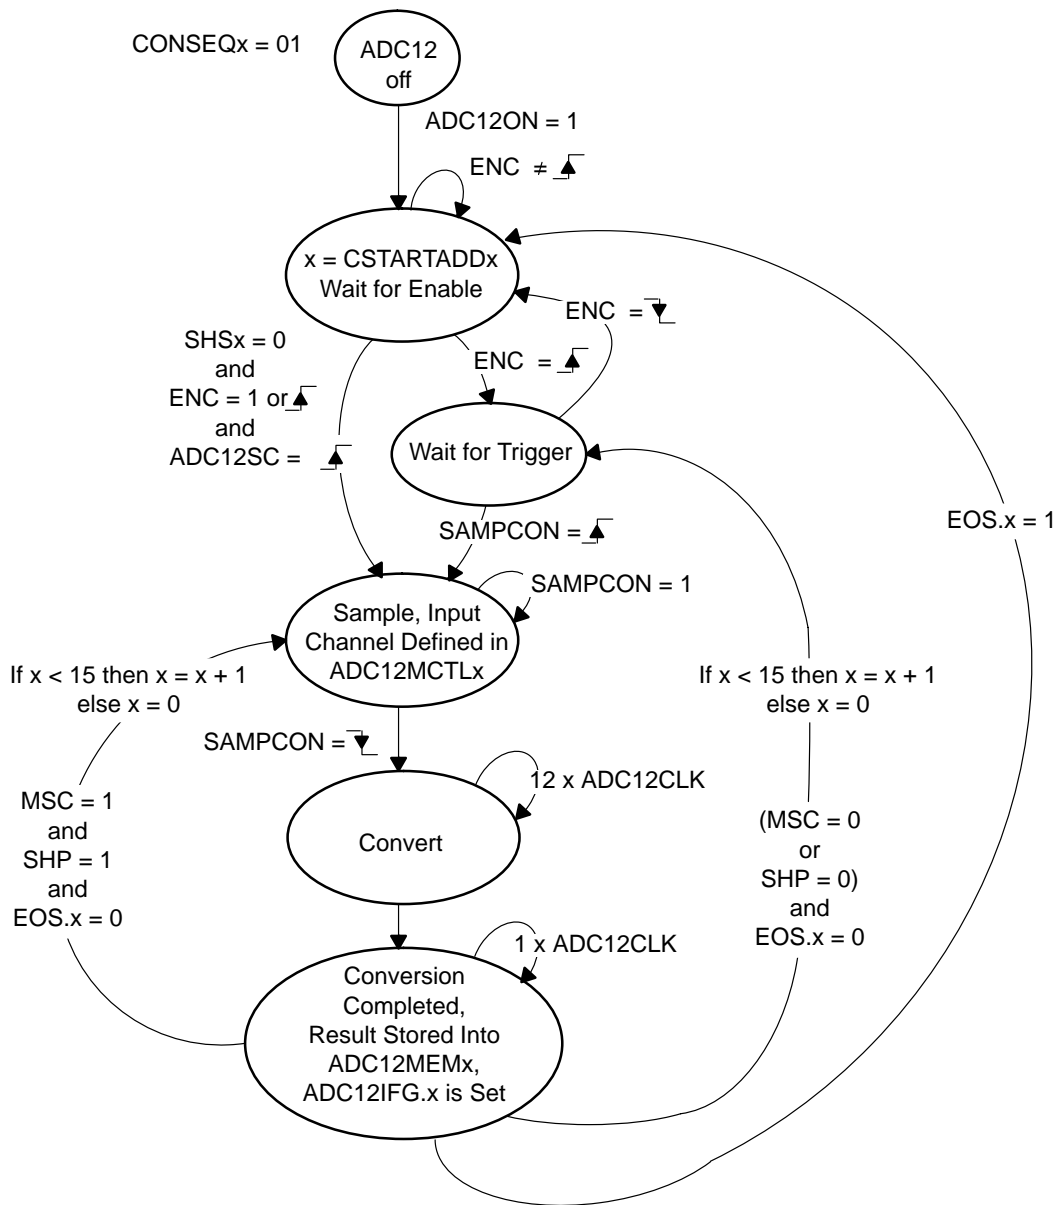 CONSEQx = 01
ADC12
off
ADC12ON = 1
ENC ≠
x = CSTARTADDx
Wait for Enable
ENC =
SHSx = 0
and
ENC = 1 or
and
ADC12SC =
ENC =
Wait for Trigger
SAMPCON =
EOS.x = 1
SAMPCON = 1
Sample, Input
Channel Defined in
ADC12MCTLx
If x < 15 then x = x + 1
else x = 0
If x < 15 then x = x + 1
else x = 0
SAMPCON =
12 x ADC12CLK
MSC = 1
and
SHP = 1
and
EOS.x = 0
Convert
(MSC = 0
or
SHP = 0)
and
EOS.x = 0
1 x ADC12CLK
Conversion
Completed,
Result Stored Into
ADC12MEMx,
ADC12IFG.x is Set